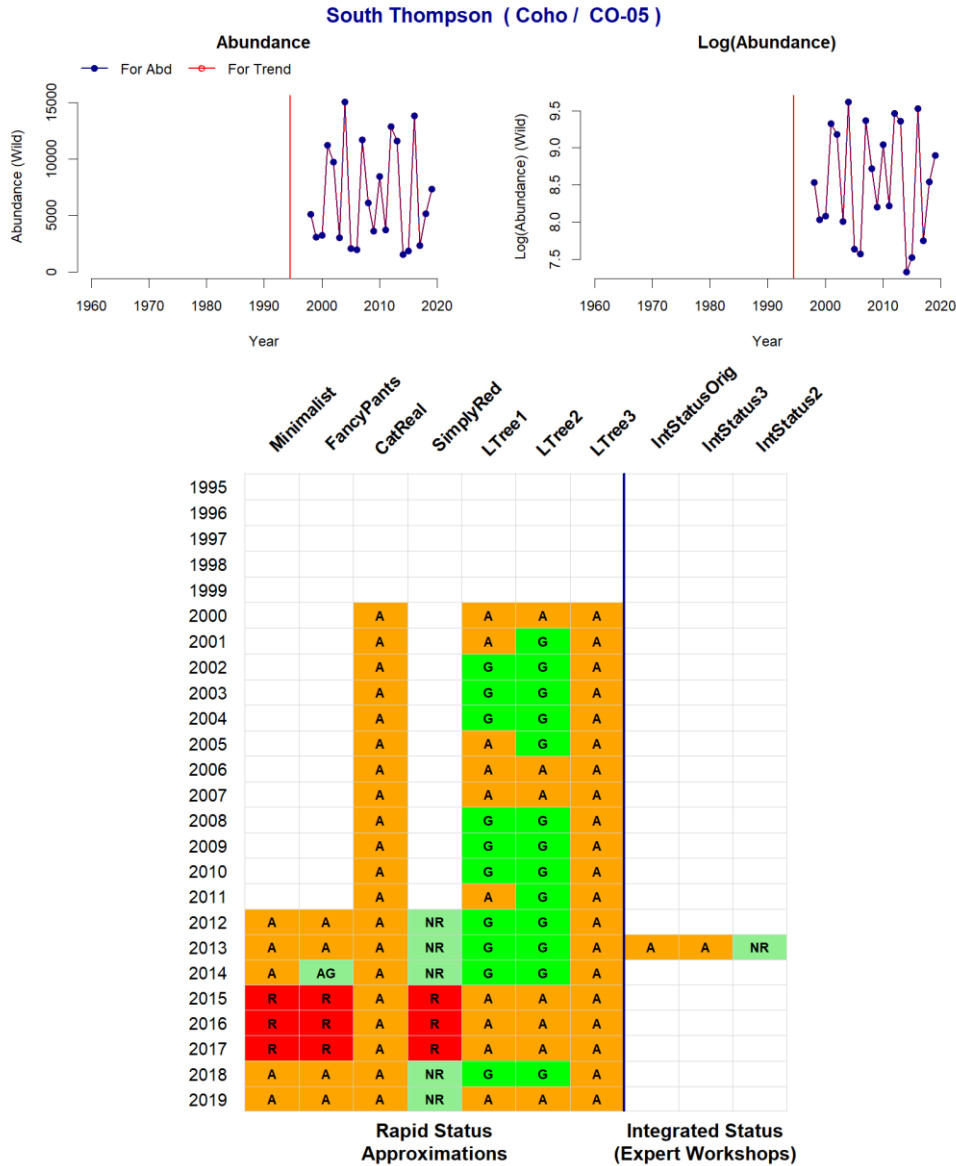 South Thompson ( Coho / CO-05 )
Abundance
Log(Abundance)
For Abd
For Trend
Abundance (Wild)
15000
10000
5000
0
1960 1970 1980 1990 2000 2010 2020
Year
Log(Abundance) (Wild)
9.5
9.0
8.5
8.0
7.5
1960 1970 1980 1990 2000 2010 2020
Year
Minimalist FancyPants CatReal SimplyRed LTree1 LTree2 LTree3 IntStatusOrig IntStatus3 IntStatus2
1995
1996
1997
1998
1999
2000 A A A A
2001 A A G A
2002 A G G A
2003 A G G A
2004 A G G A
2005 A A G A
2006 A A A A
2007 A A A A
2008 A G G A
2009 A G G A
2010 A G G A
2011 A A G A
2012 A A A NR G G A
2013 A A A NR G G A A A NR
2014 A AG A NR G G A
2015 R R A R A A A
2016 R R A R A A A
2017 R R A R A A A
2018 A A A NR G G A
2019 A A A NR A A A
Rapid Status
Approximations
Integrated Status
(Expert Workshops)